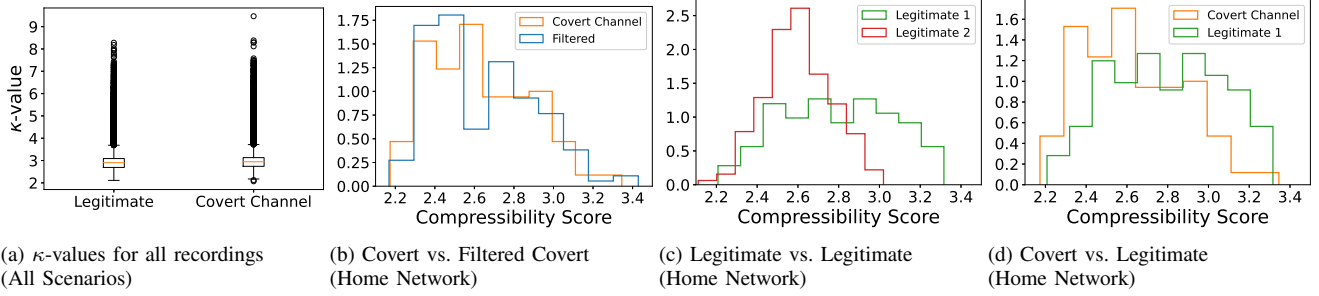 9
8
7
6
5
4
3
2
κ-value
Legitimate
Covert Channel
1.75
1.50
1.25
1.00
0.75
0.50
0.25
0.00
Covert Channel
Filtered
2.2 2.4 2.6 2.8 3.0 3.2 3.4
Compressibility Score
2.5
2.0
1.5
1.0
0.5
0.0
Legitimate 1
Legitimate 2
2.2 2.4 2.6 2.8 3.0 3.2 3.4
Compressibility Score
1.6
1.4
1.2
1.0
0.8
0.6
0.4
0.2
0.0
Covert Channel
Legitimate 1
2.2 2.4 2.6 2.8 3.0 3.2 3.4
Compressibility Score
(a) κ-values for all recordings
(All Scenarios)
(b) Covert vs. Filtered Covert
(Home Network)
(c) Legitimate vs. Legitimate
(Home Network)
(d) Covert vs. Legitimate
(Home Network)